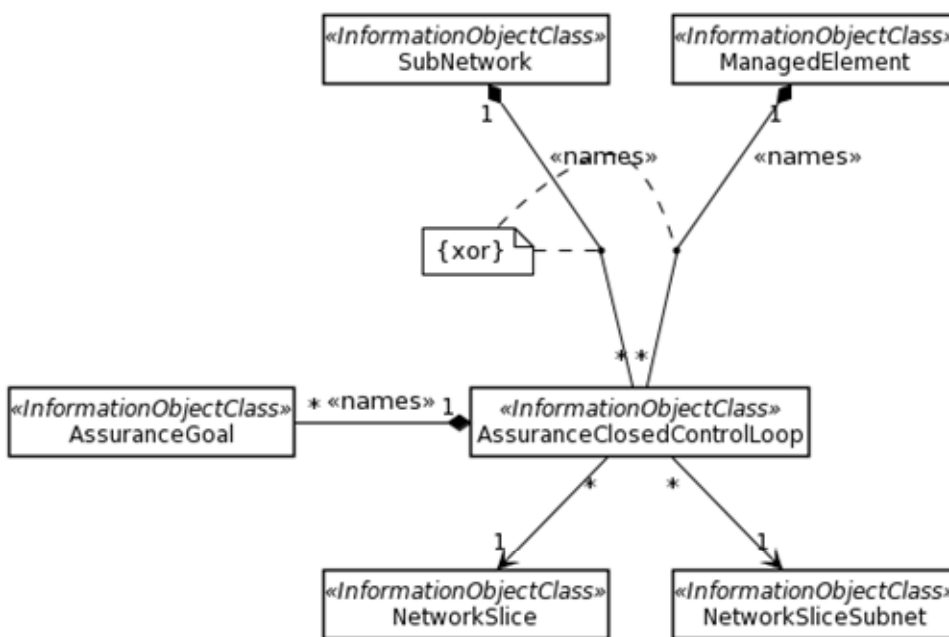 «InformationObjectClass»
SubNetwork
«InformationObjectClass»
ManagedElement
1
1
«names»
«names»
{xor}
*
*
«InformationObjectClass»
AssuranceGoal
* «names» 1
«InformationObjectClass»
AssuranceClosedControlLoop
*
*
1
1
«InformationObjectClass»
NetworkSlice
«InformationObjectClass»
NetworkSliceSubnet